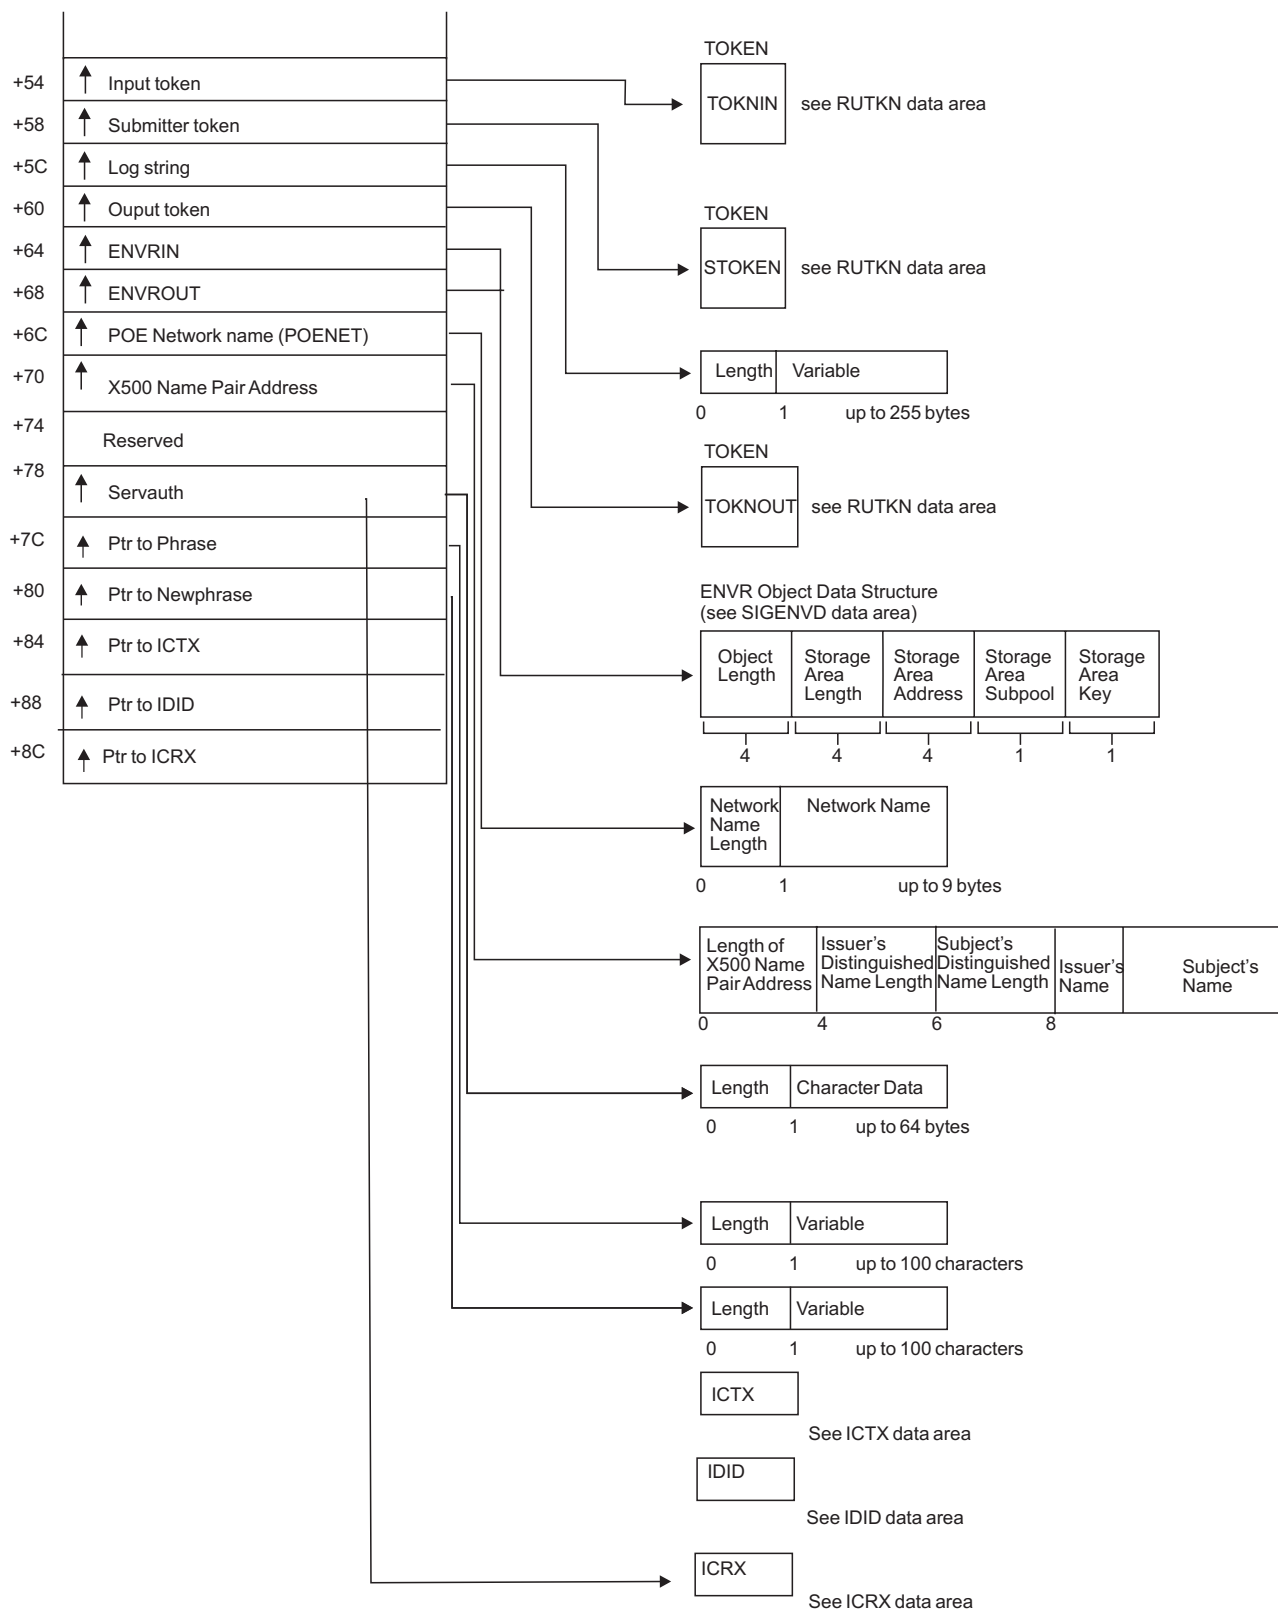 +54 Input token
+58 Submitter token
+5C Log string
+60 Ouput token
+64 ENVRIN
+68 ENVROUT
+6C POE Network name (POENET)
+70 X500 Name Pair Address
+74 Reserved
+78 Servauth
+7C Ptr to Phrase
+80 Ptr to Newphrase
+84 Ptr to ICTX
+88 Ptr to IDID
+8C Ptr to ICRX
TOKEN
TOKNIN see RUTKN data area
TOKEN
STOKEN see RUTKN data area
Length Variable
0 1 up to 255 bytes
TOKEN
TOKNOUT see RUTKN data area
ENVR Object Data Structure
(see SIGENVD data area)
Object
Length
Storage
Area
Length
Storage
Area
Address
Storage
Area
Subpool
Storage
Area
Key
4 4 4 1 1
Network
Name
Length
Network Name
0 1 up to 9 bytes
Length of
X500 Name
Pair Address
Issuer’s
Distinguished
Name Length
Subject’s
Distinguished
Name Length
Issuer’s
Name
Subject’s
Name
0 4 6 8
Length Character Data
0 1 up to 64 bytes
Length Variable
0 1 up to 100 characters
Length Variable
0 1 up to 100 characters
ICTX
See ICTX data area
IDID
See IDID data area
ICRX
See ICRX data area